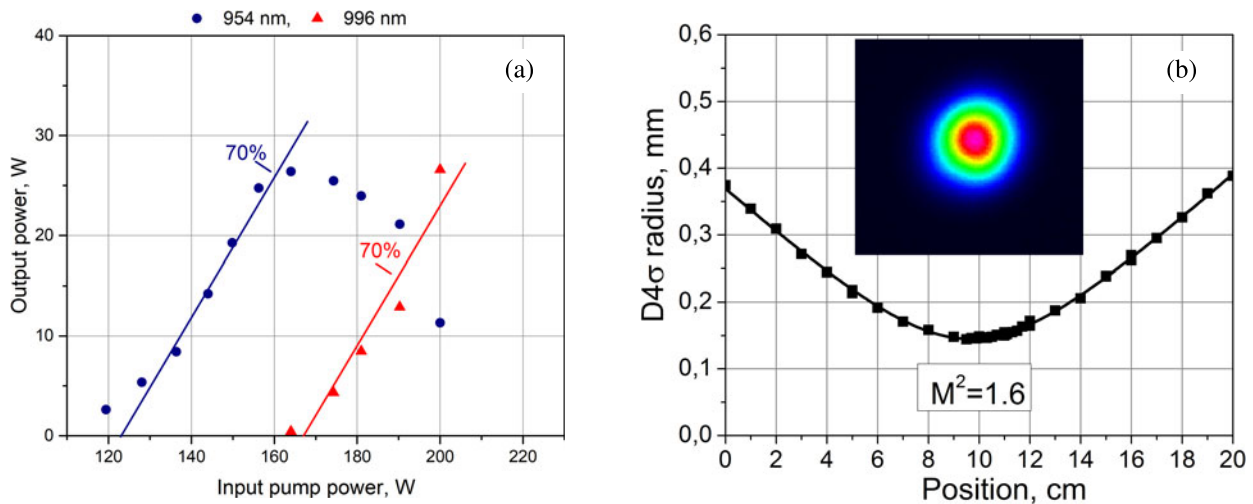 954 nm, 996 nm
(a)
40
30
20
10
0
Output power, W
70%
70%
120 140 160 180 200 220
Input pump power, W
(b)
0,6
0,5
0,4
0,3
0,2
0,1
0,0
D4σ radius, mm
M²=1.6
0 2 4 6 8 10 12 14 16 18 20
Position, cm